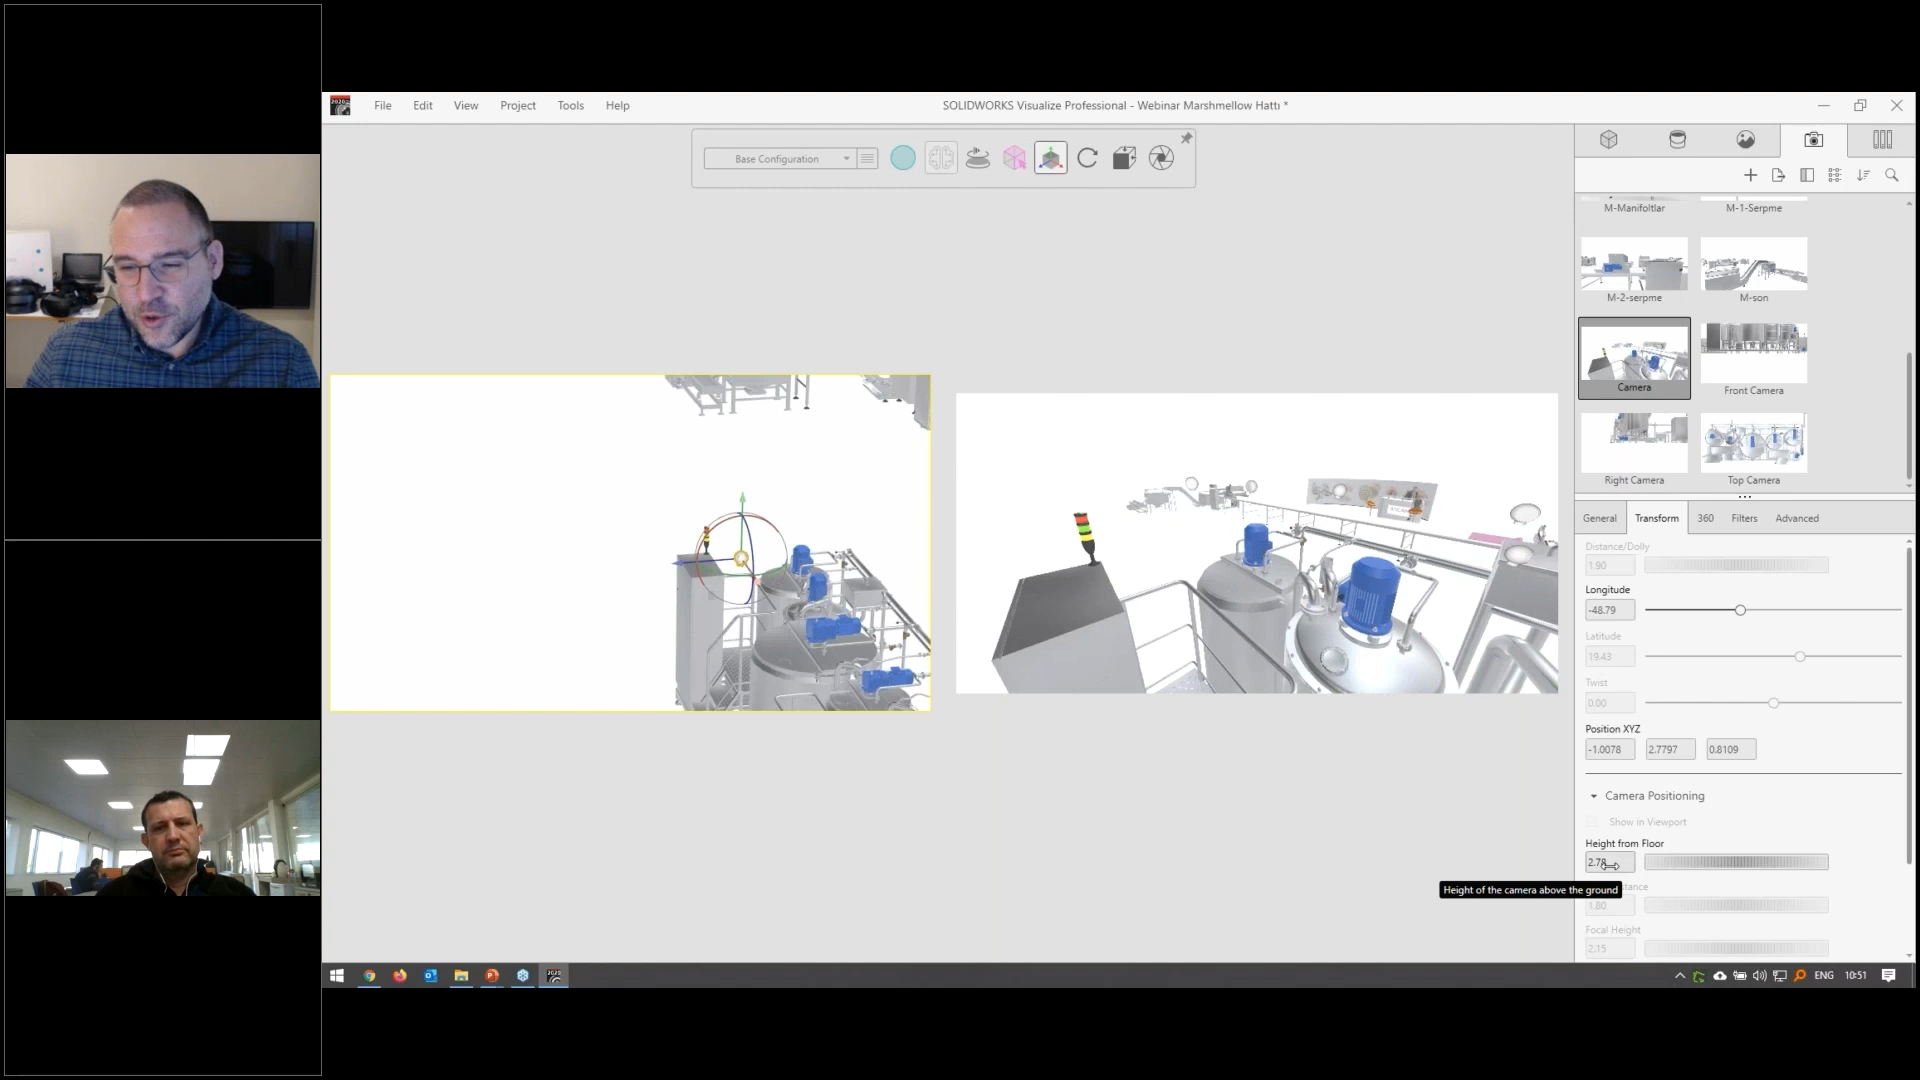 File Edit View Project Tools Help
SOLIDWORKS Visualize Professional - Webinar Marshmellow Hattı *
Base Configuration
M-Manifoltlar M-1-Serpme
M-2-serpme M-son
Camera Front Camera
Right Camera Top Camera
General Transform 360 Filters Advanced
Distance/Dolly
1.90
Longitude
-48.79
Latitude
19.43
Twist
0.00
Position XYZ
-1.0078 2.7797 0.8109
Camera Positioning
Show in Viewport
Height from Floor
2.78
Height of the camera above the ground
1.80
Focal Height
2.15
ENG 10:51